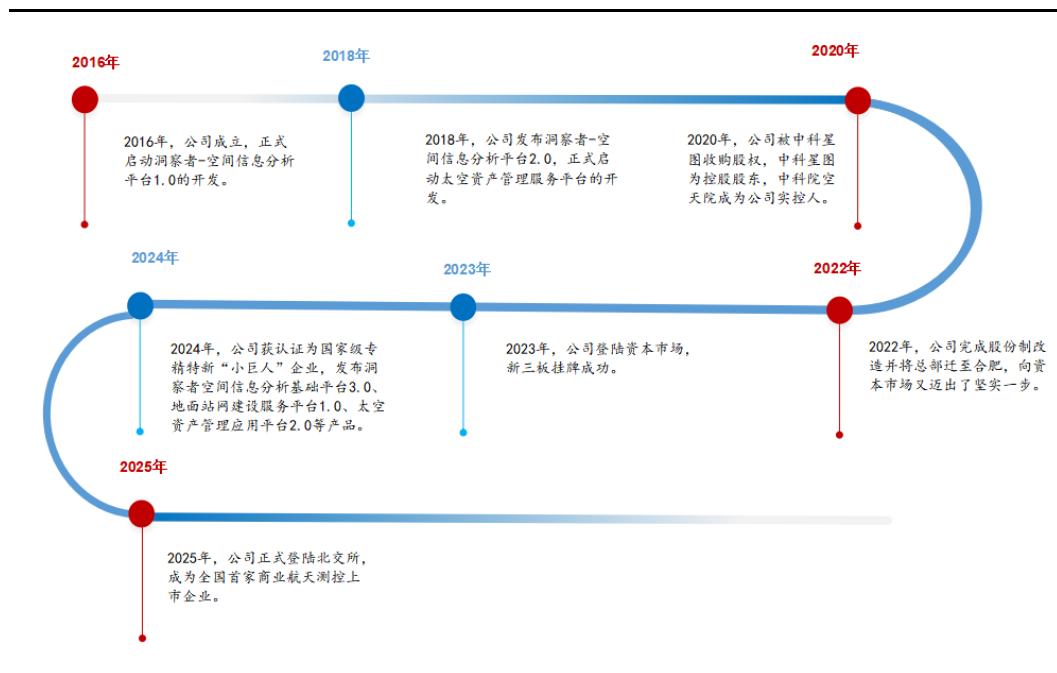 2016年
2018年
2020年
2016年，公司成立，正式
启动洞察者-空间信息分析
平台1.0的开发。
2018年，公司发布洞察者-空
间信息分析平台2.0，正式启
动太空资产管理服务平台的开
发。
2020年，公司被中科星
图收购股权，中科星图
为控股股东，中科院空
天院成为公司实控人。
2024年
2023年
2022年
2024年，公司获认证为国家级专
精特新“小巨人”企业，发布洞
察者空间信息分析基础平台3.0、
地面站网建设服务平台1.0、太空
资产管理应用平台2.0等产品。
2023年，公司登陆资本市场，
新三板挂牌成功。
2022年，公司完成股份制改
造并将总部迁至合肥，向资
本市场又迈出了坚实一步。
2025年
2025年，公司正式登陆北交所，
成为全国首家商业航天测控上
市企业。